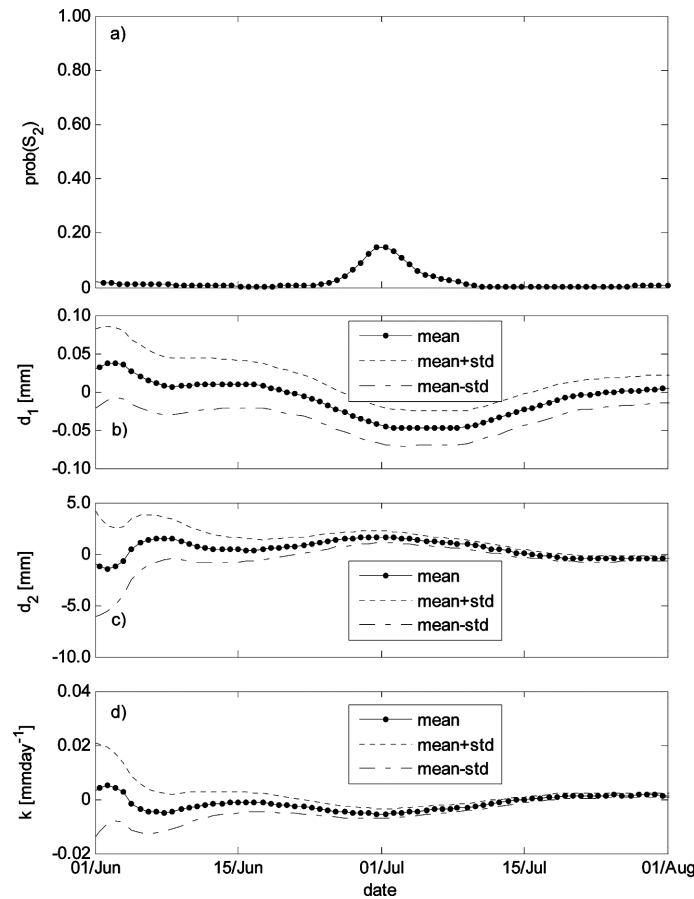 a)
1.00
0.80
0.60
0.40
0.20
0
prob(S2)
0.10
0.05
0
-0.05
-0.10
d1 [mm]
b)
mean
mean+std
mean-std
5.0
0
-5.0
-10.0
d2 [mm]
c)
mean
mean+std
mean-std
0.04
0.02
0
-0.02
k [mmday-1]
d)
mean
mean+std
mean-std
01/Jun 15/Jun 01/Jul 15/Jul 01/Aug
date